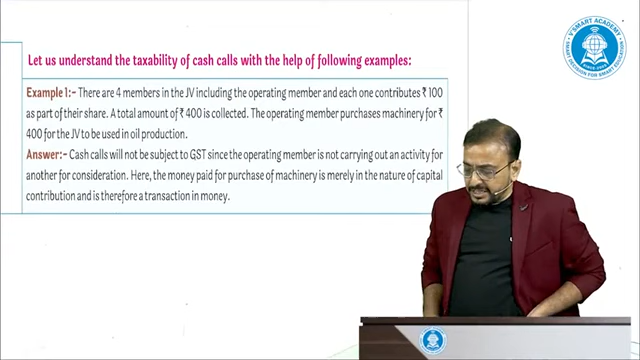 Let us understand the taxability of cash calls with the help of following examples:
Example 1:- There are 4 members in the JV including the operating member and each one contributes ₹ 100
as part of their share. A total amount of ₹ 400 is collected. The operating member purchases machinery for ₹
400 for the JV to be used in oil production.
Answer:- Cash calls will not be subject to GST since the operating member is not carrying out an activity for
another for consideration. Here, the money paid for purchase of machinery is merely in the nature of capital
contribution and is therefore a transaction in money.
V SMART ACADEMY